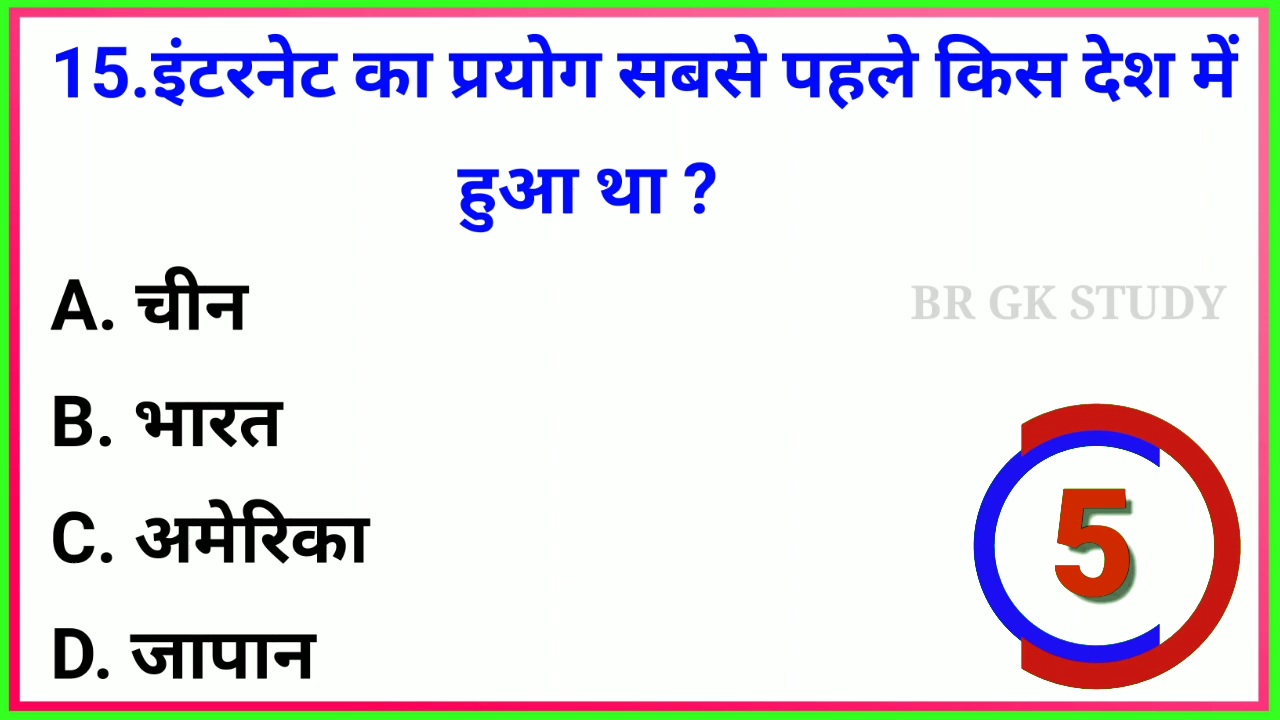 15.इंटरनेट का प्रयोग सबसे पहले किस देश में
हुआ था ?
A. चीन
BR GK STUDY
B. भारत
C. अमेरिका
5
D. जापान